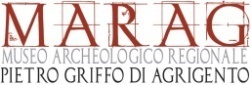 MARAG
MUSEO ARCHEOLOGICO REGIONALE
PIETRO GRIFFO DI AGRIGENTO